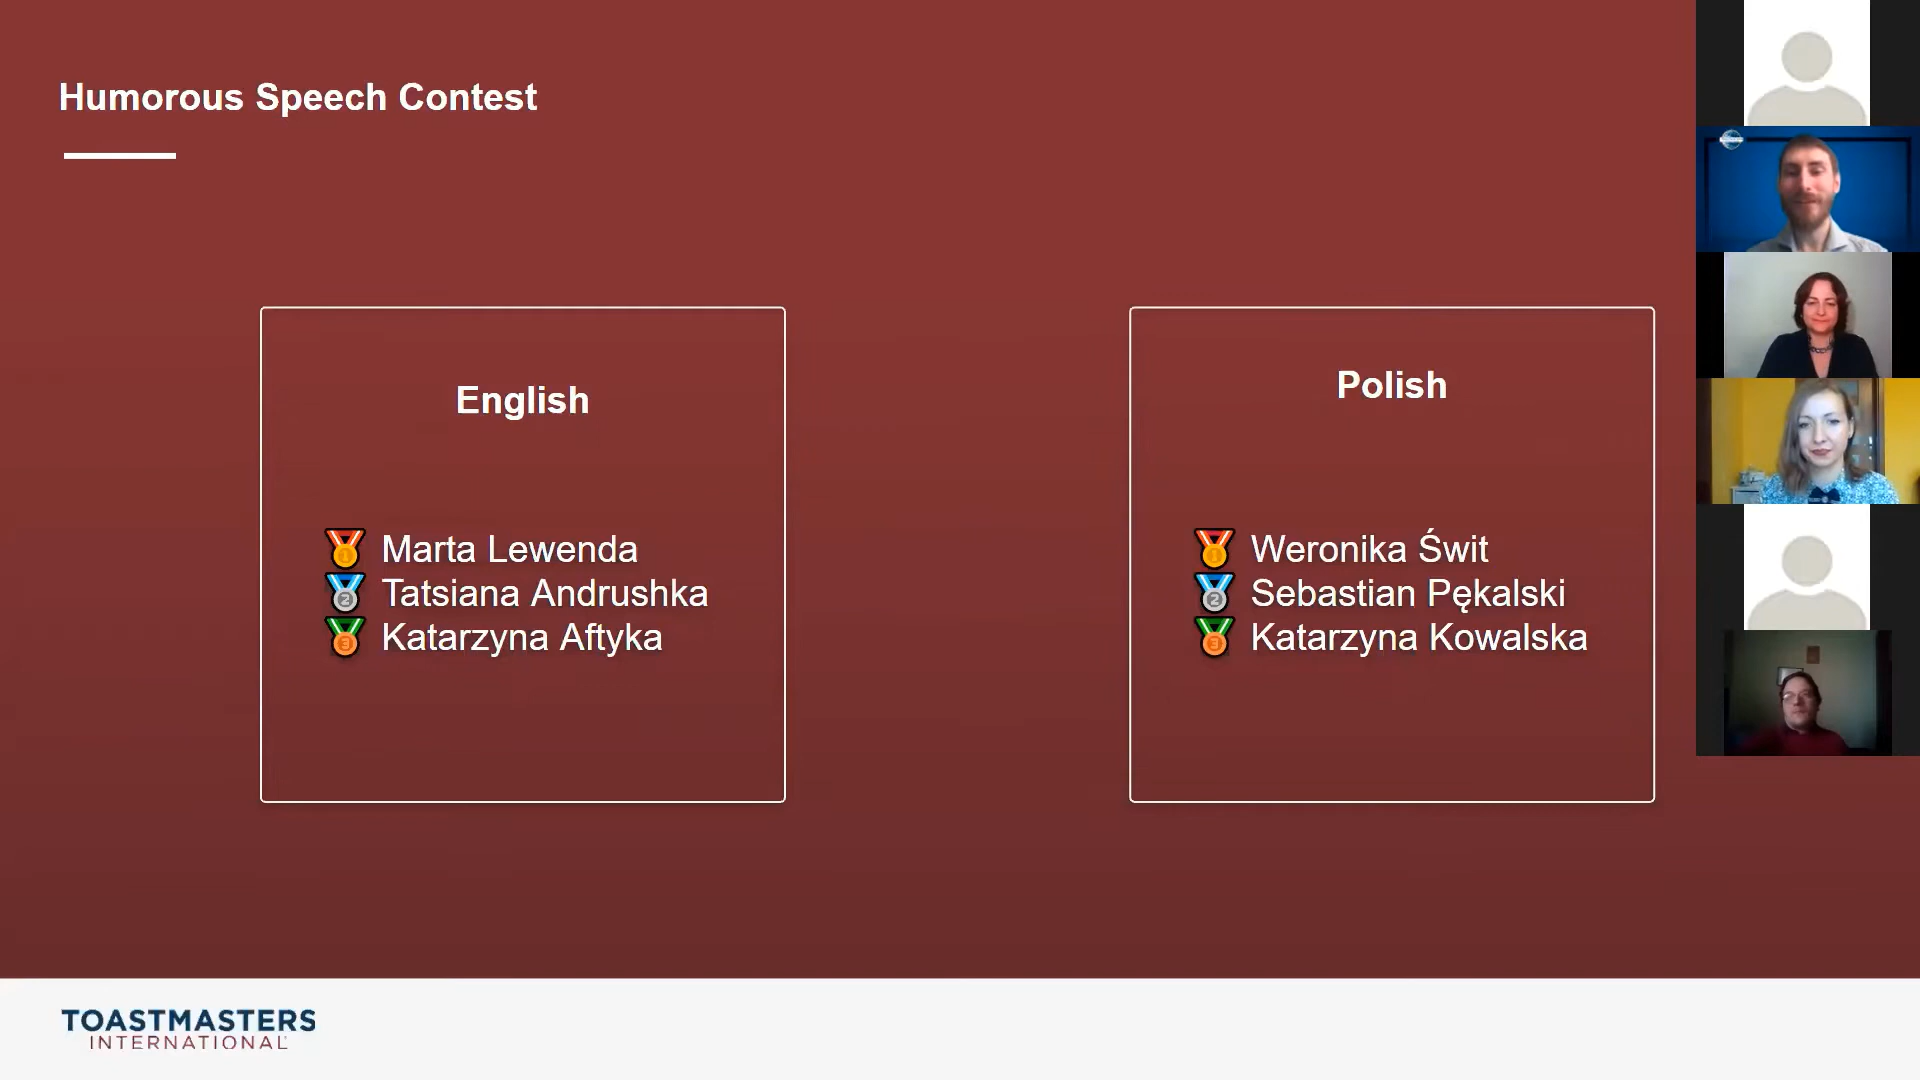 Humorous Speech Contest
English
Marta Lewenda
Tatsiana Andrushka
Katarzyna Aftyka
Polish
Weronika Świt
Sebastian Pękalski
Katarzyna Kowalska
TOASTMASTERS
INTERNATIONAL